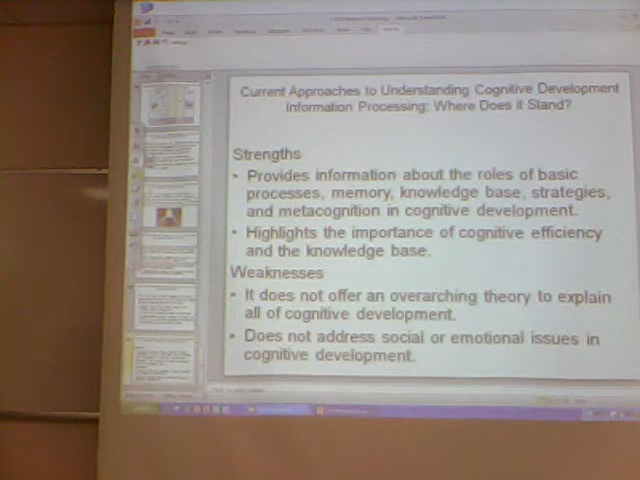 Current Approaches to Understanding Cognitive Development
Information Processing: Where Does it Stand?
Strengths
• Provides information about the roles of basic
processes, memory, knowledge base, strategies,
and metacognition in cognitive development.
• Highlights the importance of cognitive efficiency
and the knowledge base.
Weaknesses
• It does not offer an overarching theory to explain
all of cognitive development.
• Does not address social or emotional issues in
cognitive development.